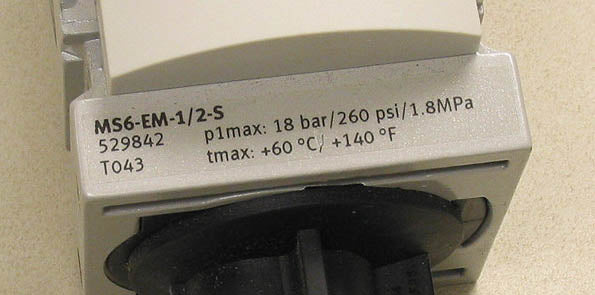 MS6-EM-1/2-S
529842 p1max: 18 bar/260 psi/1.8MPa
T043 tmax: +60 °C/ +140 °F